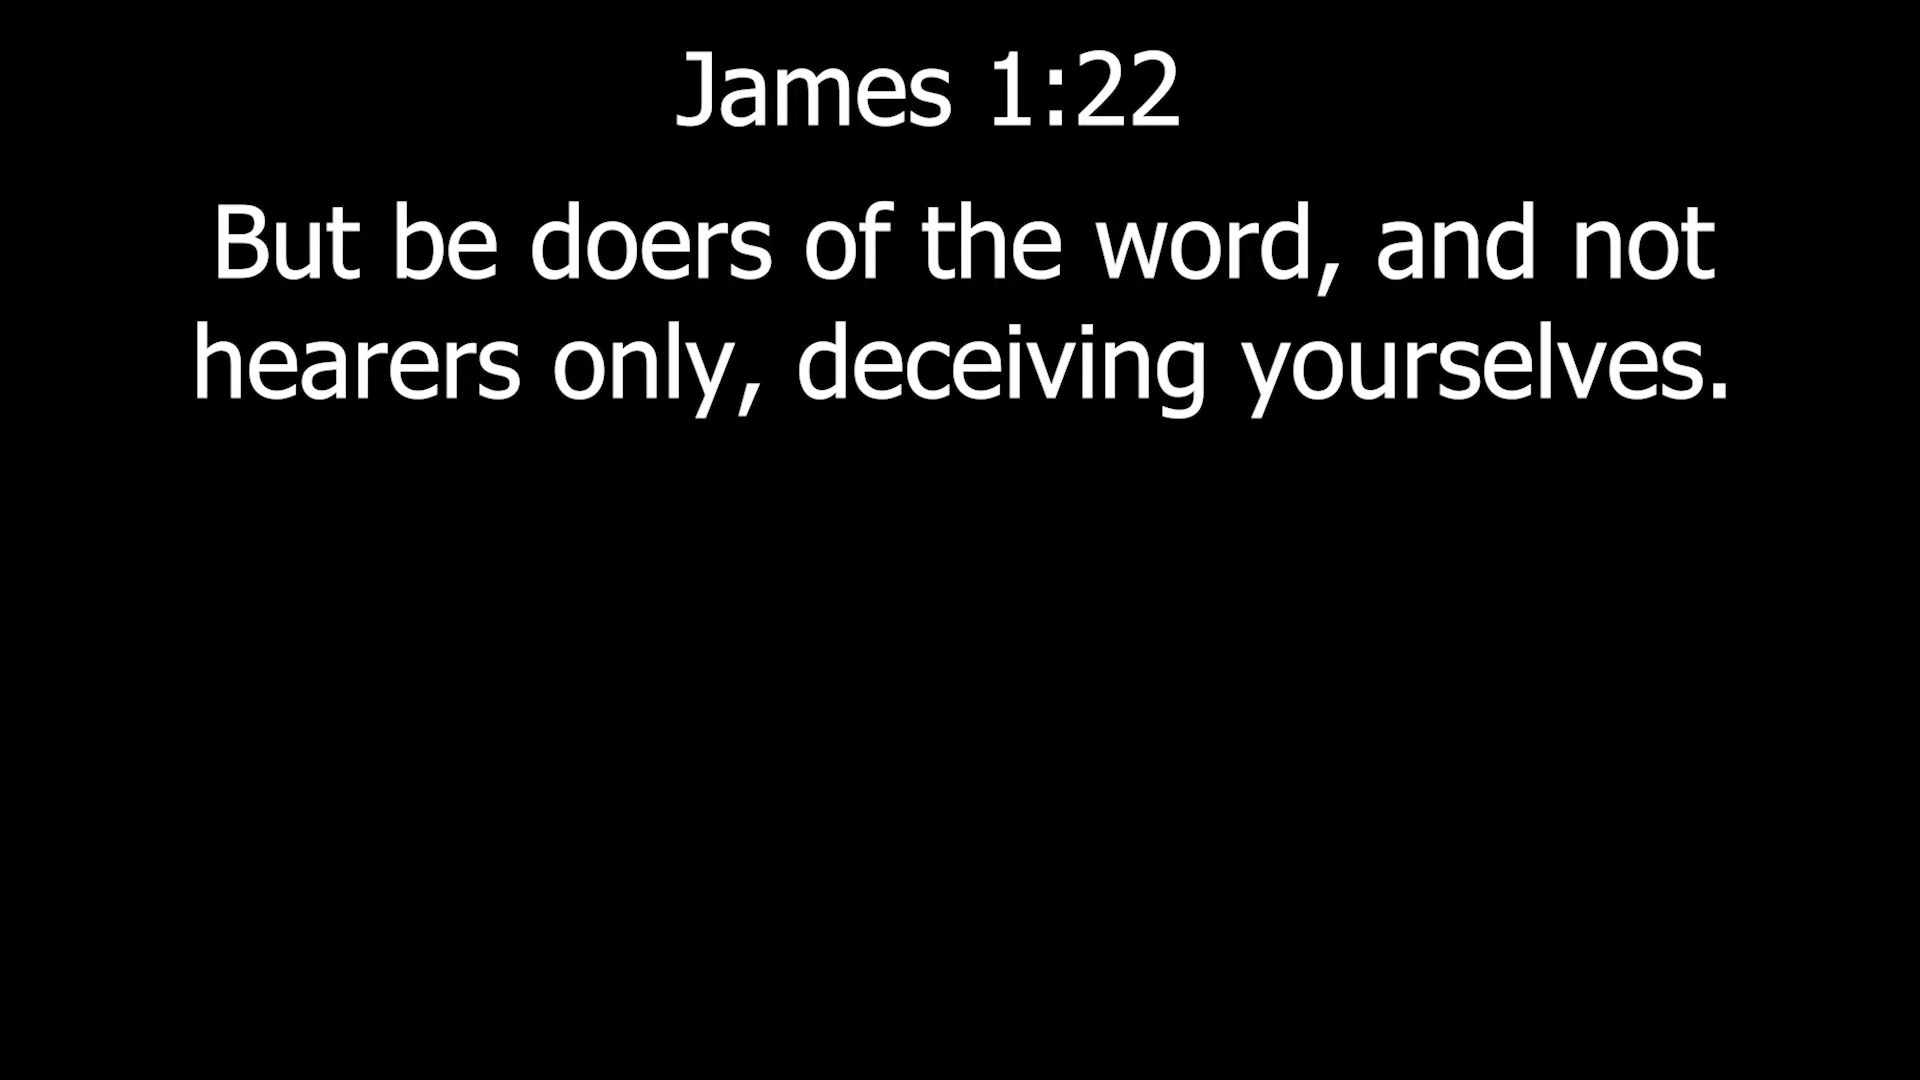 James 1:22
But be doers of the word, and not
hearers only, deceiving yourselves.